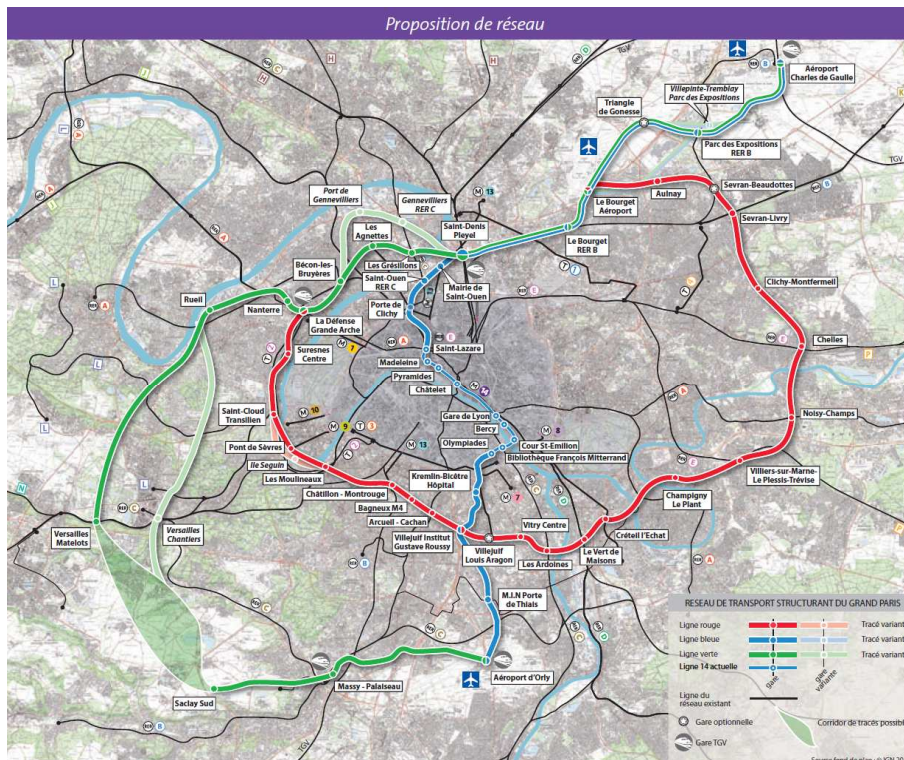 Proposition de réseau
Aéroport
Charles de Gaulle
Villepinte-Tremblay
Parc des Expositions
Triangle
de Gonesse
Parc des Expositions
RER B
Port de
Gennevilliers
Gennevilliers
RER C
Saint-Denis
Pleyel
Le Bourget
Aéroport
Aulnay
Sevran-Beaudottes
Sevran-Livry
Le Bourget
RER B
Les
Agnettes
Bécon-les-
Bruyères
Les Grésillons
Saint-Ouen
RER C
Mairie de
Saint-Ouen
Clichy-Montfermeil
Rueil
Nanterre
Porte de
Clichy
La Défense
Grande Arche
Suresnes
Centre
Saint-Lazare
Madeleine
Pyramides
Châtelet
Chelles
Saint-Cloud
Transilien
Gare de Lyon
Bercy
Noisy-Champs
Pont de Sèvres
Olympiades
Cour St-Emilion
Bibliothèque François Mitterrand
Ile Seguin
Les Moulineaux
Kremlin-Bicêtre
Hôpital
Villiers-sur-Marne-
Le Plessis-Trévise
Châtillon - Montrouge
Bagneux M4
Champigny
Le Plant
Arcueil - Cachan
Versailles
Matelots
Versailles
Chantiers
Villejuif Institut
Gustave Roussy
Vitry Centre
Créteil l'Echat
Villejuif
Louis Aragon
Le Vert de
Maisons
Les Ardoines
M.I.N Porte
de Thiais
Aéroport d'Orly
Massy - Palaiseau
Saclay Sud
TGV
TGV
TGV
RESEAU DE TRANSPORT STRUCTURANT DU GRAND PARIS
Ligne rouge
Tracé variant
Ligne bleue
Tracé variant
Ligne verte
Tracé variant
Ligne 14 actuelle
gare
gare
variante
Ligne du
réseau existant
Gare optionnelle
Corridor de tracés possibl
Gare TGV